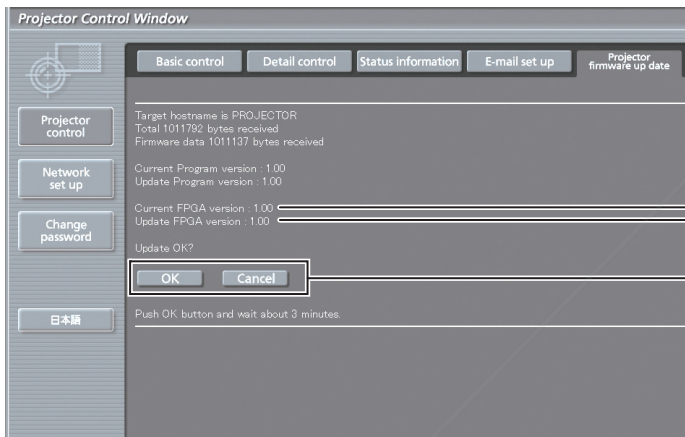 Projector Control Window
Basic control
Detail control
Status information
E-mail set up
Projector
firmware up date
Projector
control
Network
set up
Change
password
日本語
Target hostname is PROJECTOR
Total 1011792 bytes received
Firmware data 1011137 bytes received
Current Program version : 1.00
Update Program version : 1.00
Current FPGA version : 1.00
Update FPGA version : 1.00
Update OK?
OK
Cancel
Push OK button and wait about 3 minutes.